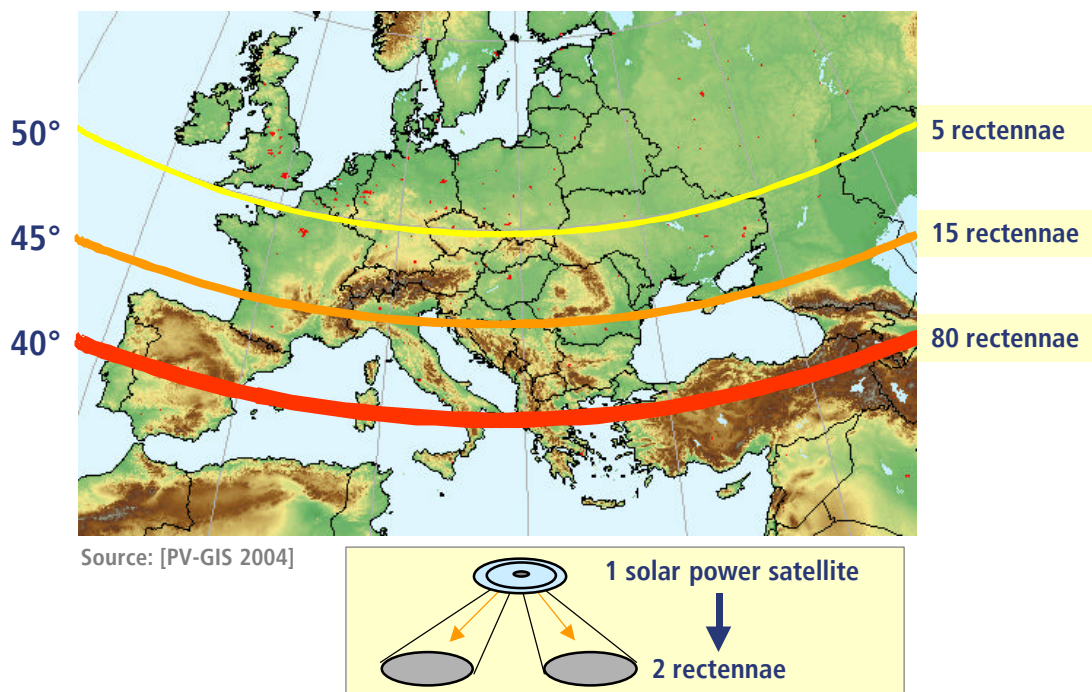 50°
5 rectennae
45°
15 rectennae
40°
80 rectennae
Source: [PV-GIS 2004]
1 solar power satellite
2 rectennae